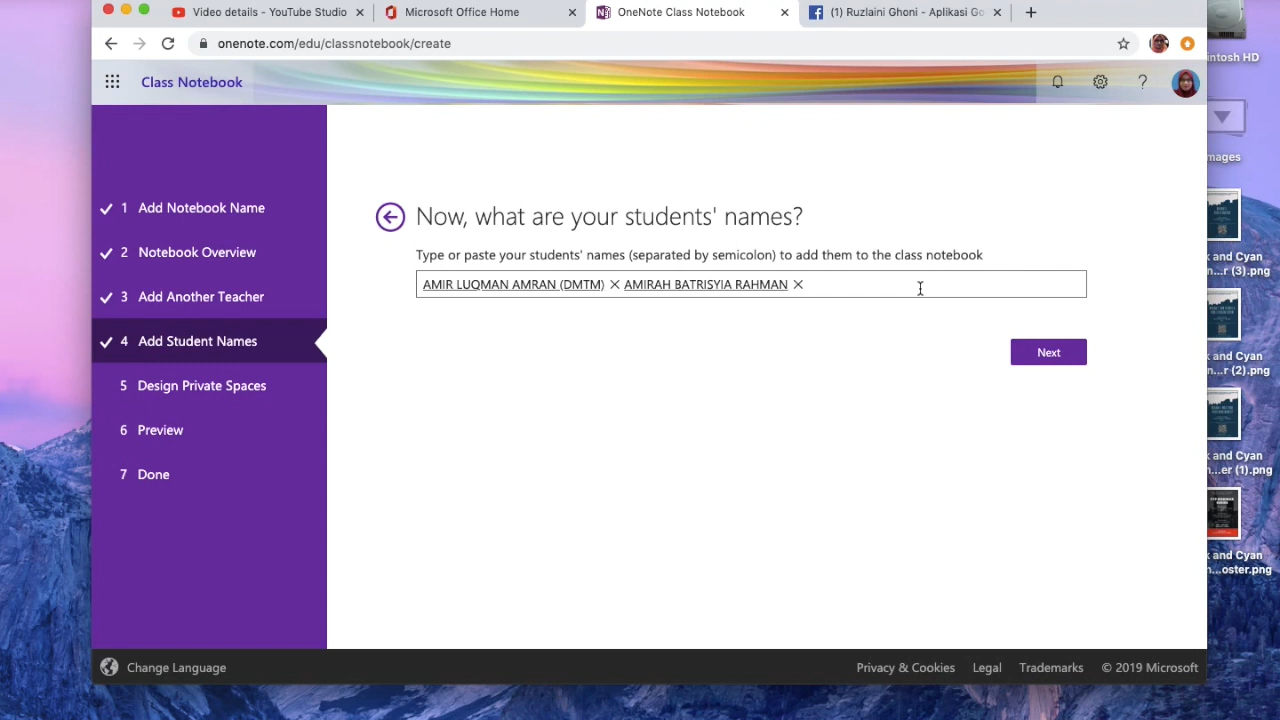 Video details - YouTube Studio
Microsoft Office Home
OneNote Class Notebook
(1) Ruzlaini Ghoni - Aplikasi Go
onenote.com/edu/classnotebook/create
Class Notebook
?
1 Add Notebook Name
2 Notebook Overview
3 Add Another Teacher
4 Add Student Names
5 Design Private Spaces
6 Preview
7 Done
Now, what are your students' names?
Type or paste your students' names (separated by semicolon) to add them to the class notebook
AMIR LUQMAN AMRAN (DMTM) AMIRAH BATRISYIA RAHMAN
Next
Change Language
Privacy & Cookies Legal Trademarks © 2019 Microsoft
intosh HD
mages
k and Cyan
n...r (3).png
k and Cyan
n...r (2).png
k and Cyan
...er (1).png
k and Cyan
...oster.png